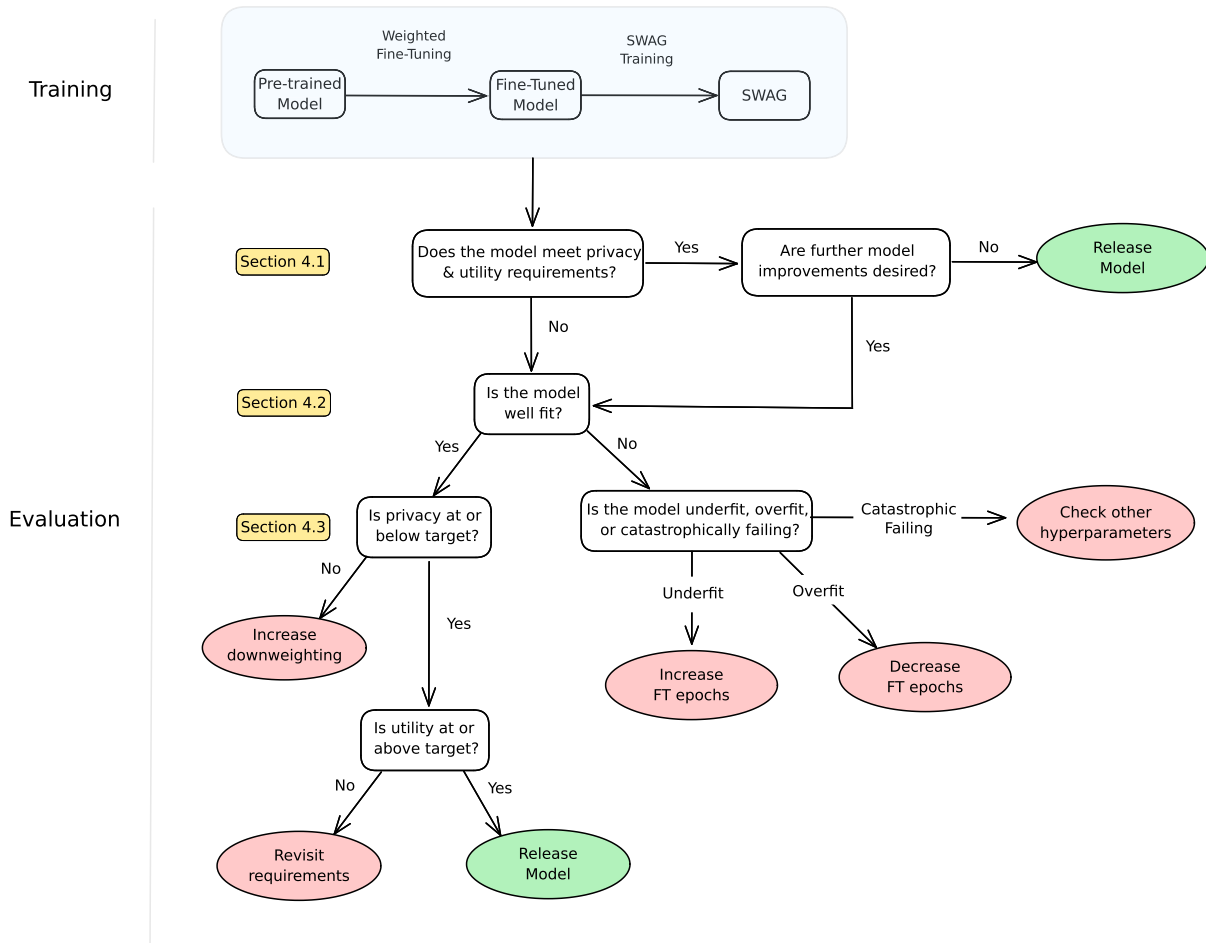 Training
Weighted
Fine-Tuning
SWAG
Training
Pre-trained
Model
Fine-Tuned
Model
SWAG
Evaluation
Section 4.1
Does the model meet privacy
& utility requirements?
Yes
Are further model
improvements desired?
No
Release
Model
No
Yes
Section 4.2
Is the model
well fit?
Yes
No
Section 4.3
Is privacy at or
below target?
Is the model underfit, overfit,
or catastrophically failing?
Catastrophic
Failing
Check other
hyperparameters
No
Yes
Underfit
Overfit
Increase
downweighting
Increase
FT epochs
Decrease
FT epochs
Is utility at or
above target?
No
Yes
Revisit
requirements
Release
Model